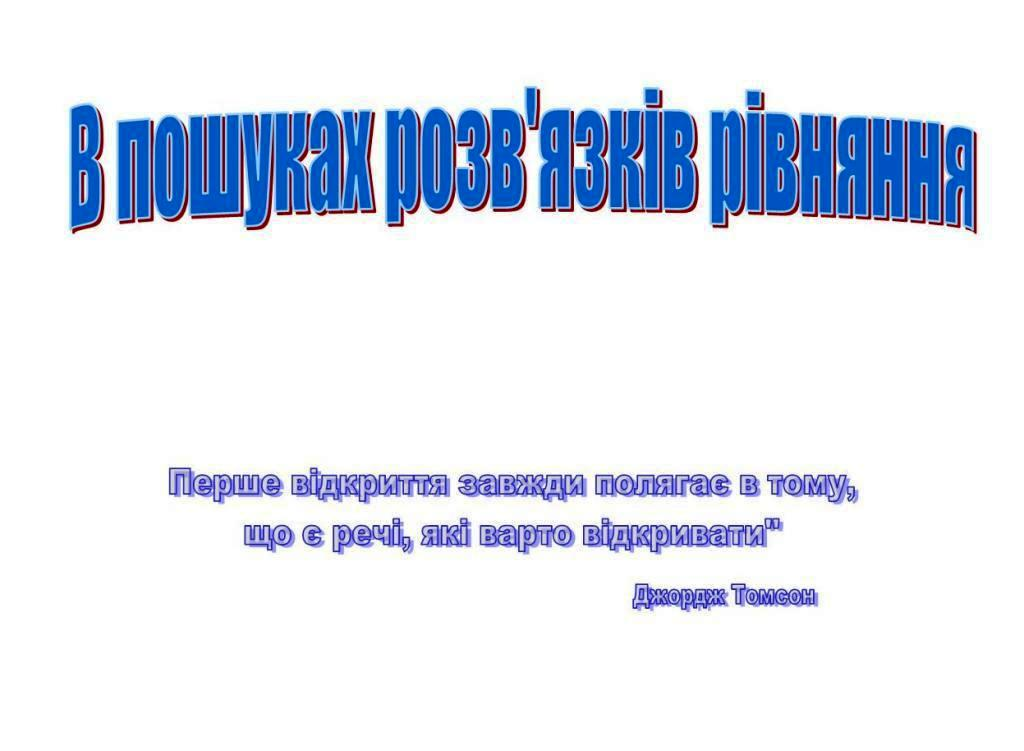 В пошуках розв'язків рівняння
Перше відкриття завжди полягає в тому,
що є речі, які варто відкривати"
Джордж Томсон